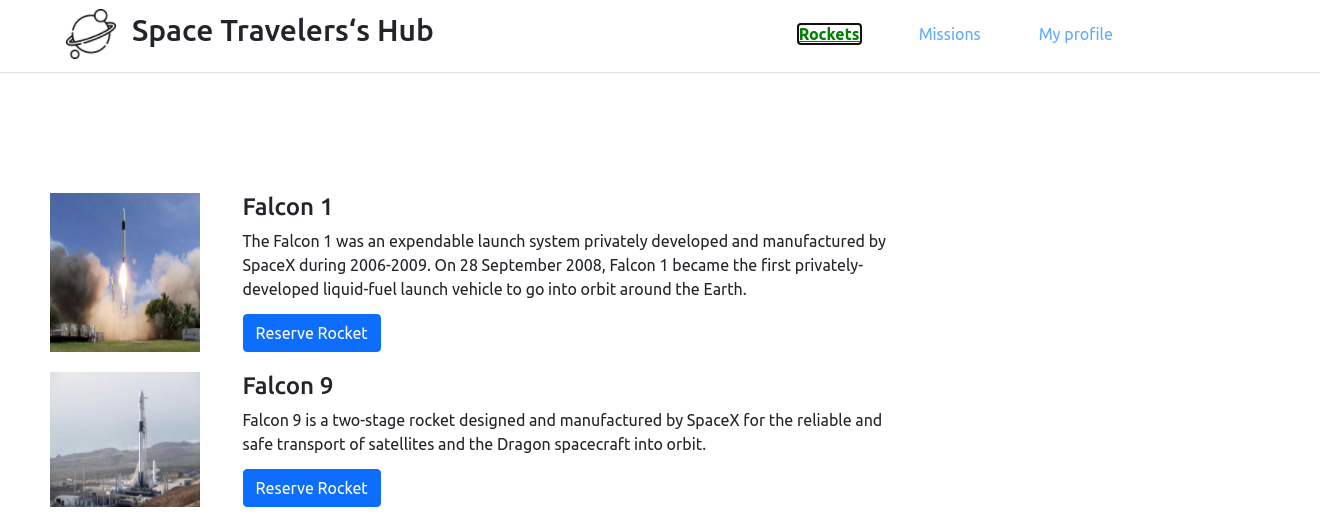 Space Travelers‘s Hub
Rockets
Missions
My profile
Falcon 1
The Falcon 1 was an expendable launch system privately developed and manufactured by
SpaceX during 2006-2009. On 28 September 2008, Falcon 1 became the first privately-
developed liquid-fuel launch vehicle to go into orbit around the Earth.
Reserve Rocket
Falcon 9
Falcon 9 is a two-stage rocket designed and manufactured by SpaceX for the reliable and
safe transport of satellites and the Dragon spacecraft into orbit.
Reserve Rocket